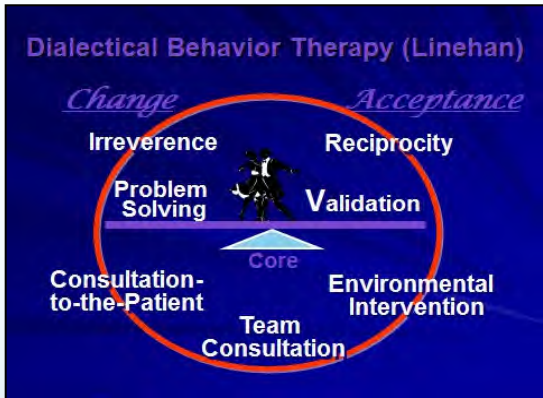 Dialectical Behavior Therapy (Linehan)
Change
Acceptance
Irreverence
Reciprocity
Problem
Solving
Validation
Core
Consultation-
to-the-Patient
Environmental
Intervention
Team
Consultation